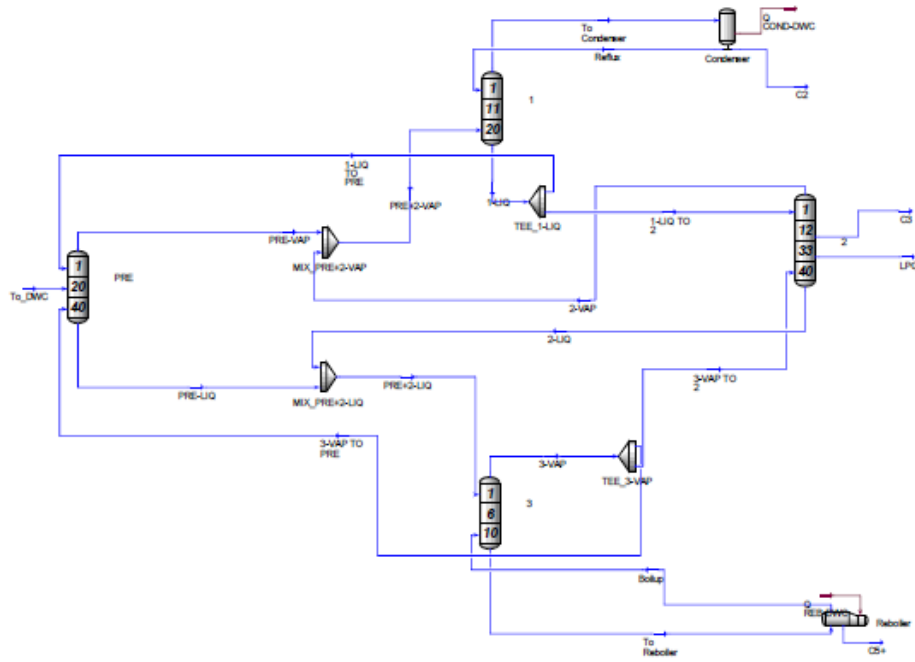 To
Condenser
Q
COND-DWC
Reflux
Condenser
C2
1
11
20
1
1-LIQ
TO
PRE
PRE+2-VAP
1-LIQ
TEE_1-LIQ
1-LIQ TO
2
1
12
33
40
2
C3
PRE-VAP
MIX_PRE+2-VAP
1
20
40
PRE
To_DWC
2-VAP
2-LIQ
PRE-LIQ
MIX_PRE+2-LIQ
PRE+2-LIQ
3-VAP TO
2
3-VAP TO
PRE
3-VAP
TEE_3-VAP
1
6
10
3
Boilup
Q
Reboiler
To
Reboiler
C5+